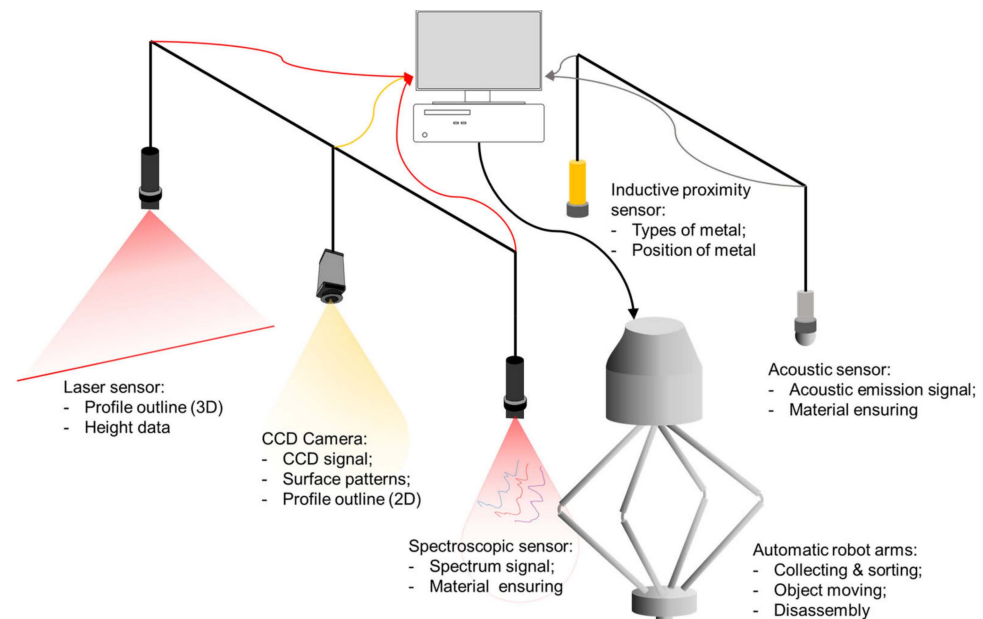 Inductive proximity
sensor:
- Types of metal;
- Position of metal
Laser sensor:
- Profile outline (3D)
- Height data
Acoustic sensor:
- Acoustic emission signal;
- Material ensuring
CCD Camera:
- CCD signal;
- Surface patterns;
- Profile outline (2D)
Spectroscopic sensor:
- Spectrum signal;
- Material ensuring
Automatic robot arms:
- Collecting & sorting;
- Object moving;
- Disassembly